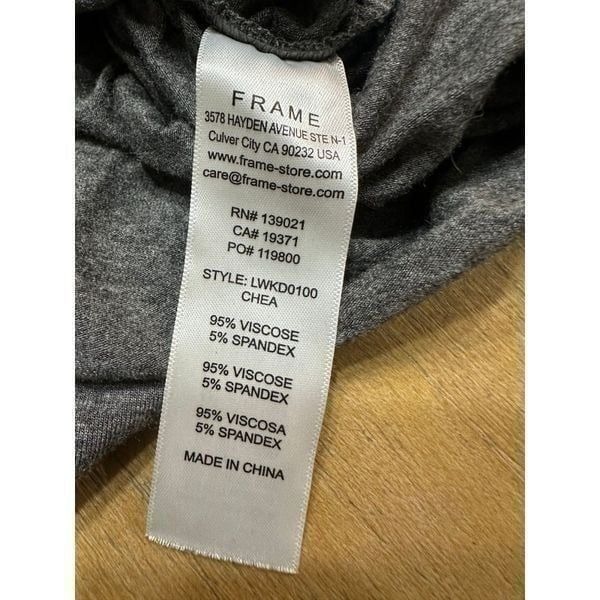 FRAME
3578 HAYDEN AVENUE STE N-1
Culver City CA 90232 USA
www.frame-store.com
care@frame-store.com
RN# 139021
CA# 19371
PO# 119800
STYLE: LWKD0100
CHEA
95% VISCOSE
5% SPANDEX
95% VISCOSE
5% SPANDEX
95% VISCOSA
5% SPANDEX
MADE IN CHINA